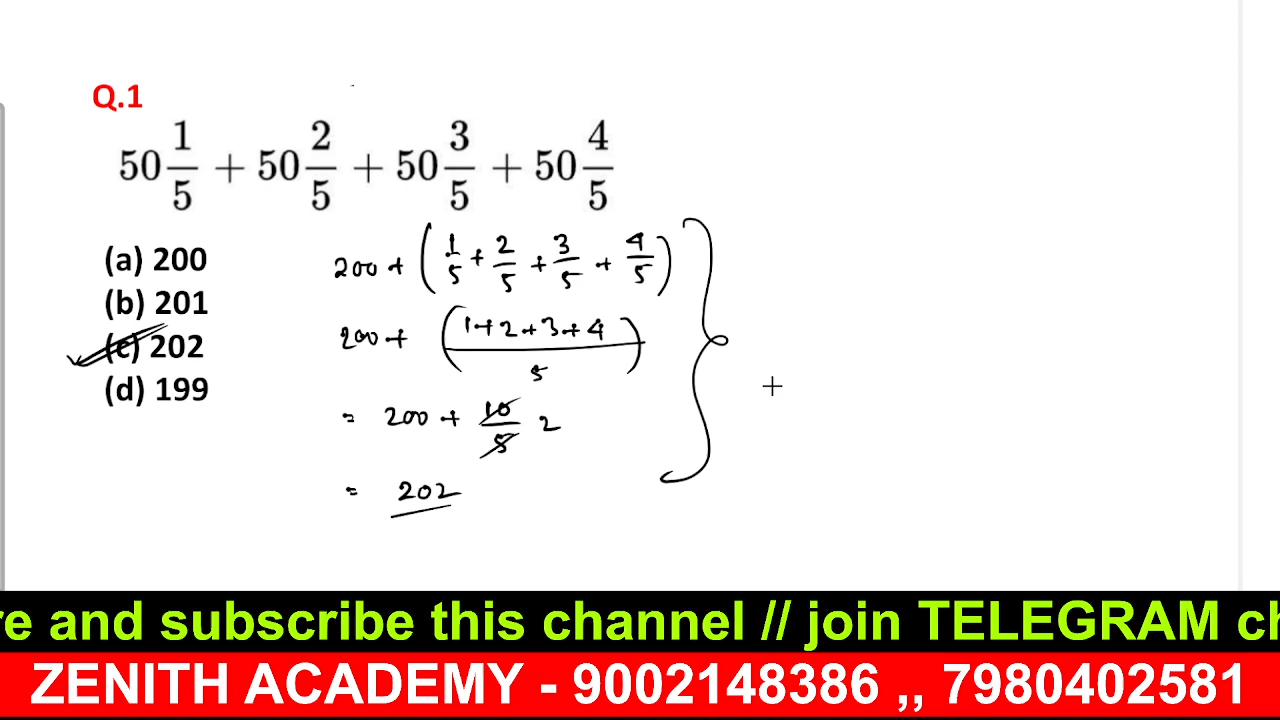 Q.1
50 1/5 + 50 2/5 + 50 3/5 + 50 4/5
(a) 200
(b) 201
(c) 202
(d) 199
200 + (1/5 + 2/5 + 3/5 + 4/5)
200 + ((1+2+3+4)/5)
= 200 + 10/5 2
= 202
re and subscribe this channel // join TELEGRAM ch
ZENITH ACADEMY - 9002148386 ,, 7980402581